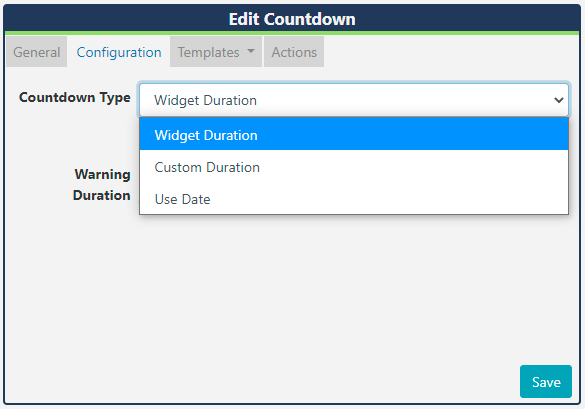 Edit Countdown
General Configuration Templates Actions
Countdown Type Widget Duration
Widget Duration
Custom Duration
Warning
Duration
Use Date
Save